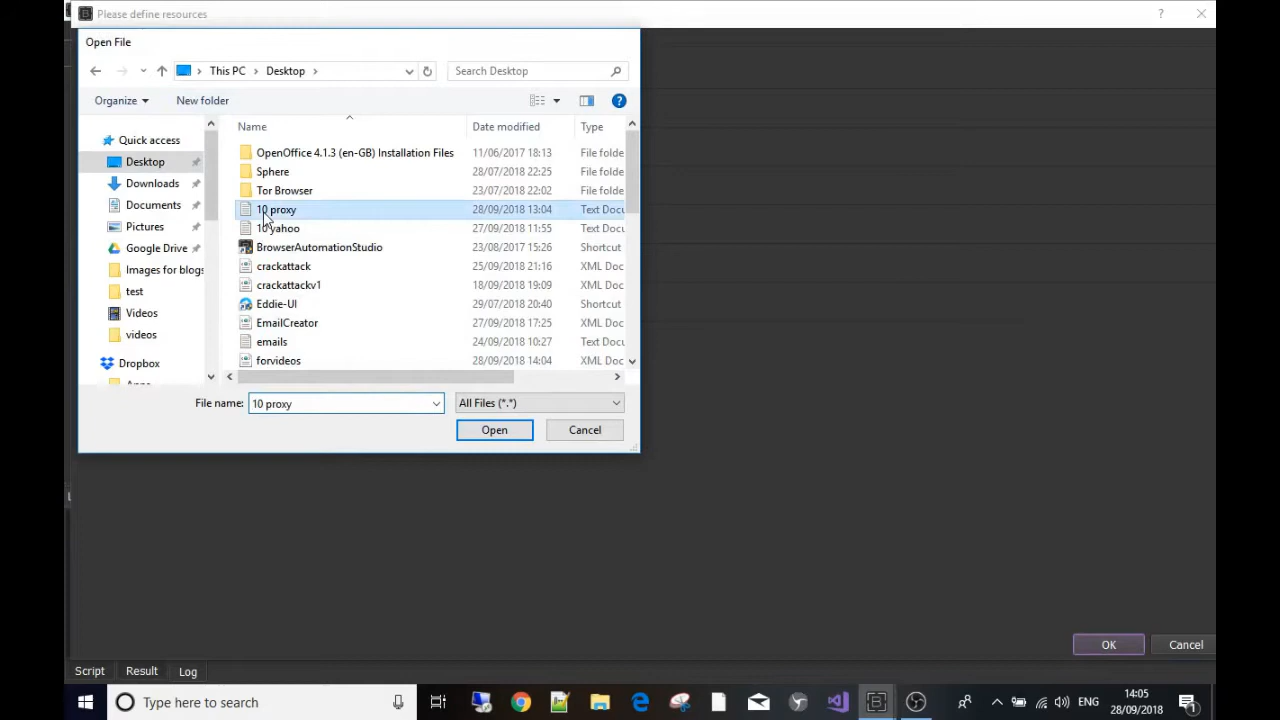 Please define resources
?
Open File
This PC > Desktop >
Search Desktop
Organize
New folder
Name
Date modified
Type
Quick access
Desktop
Downloads
Documents
Pictures
Google Drive
Images for blogs
test
Videos
videos
Dropbox
OpenOffice 4.1.3 (en-GB) Installation Files 11/06/2017 18:13 File folde
Sphere 28/07/2018 22:25 File folde
Tor Browser 23/07/2018 22:02 File folde
10 proxy 28/09/2018 13:04 Text Docu
10 yahoo 27/09/2018 11:55 Text Docu
BrowserAutomationStudio 23/08/2017 15:26 Shortcut
crackattack 25/09/2018 21:16 XML Doc
crackattackv1 18/09/2018 19:09 XML Doc
Eddie-UI 29/07/2018 20:40 Shortcut
EmailCreator 27/09/2018 17:25 XML Doc
emails 24/09/2018 10:27 Text Docu
forvideos 28/09/2018 14:04 XML Doc
File name: 10 proxy
All Files (*.*)
Open
Cancel
OK
Cancel
Script
Result
Log
Type here to search
ENG
14:05
28/09/2018
1